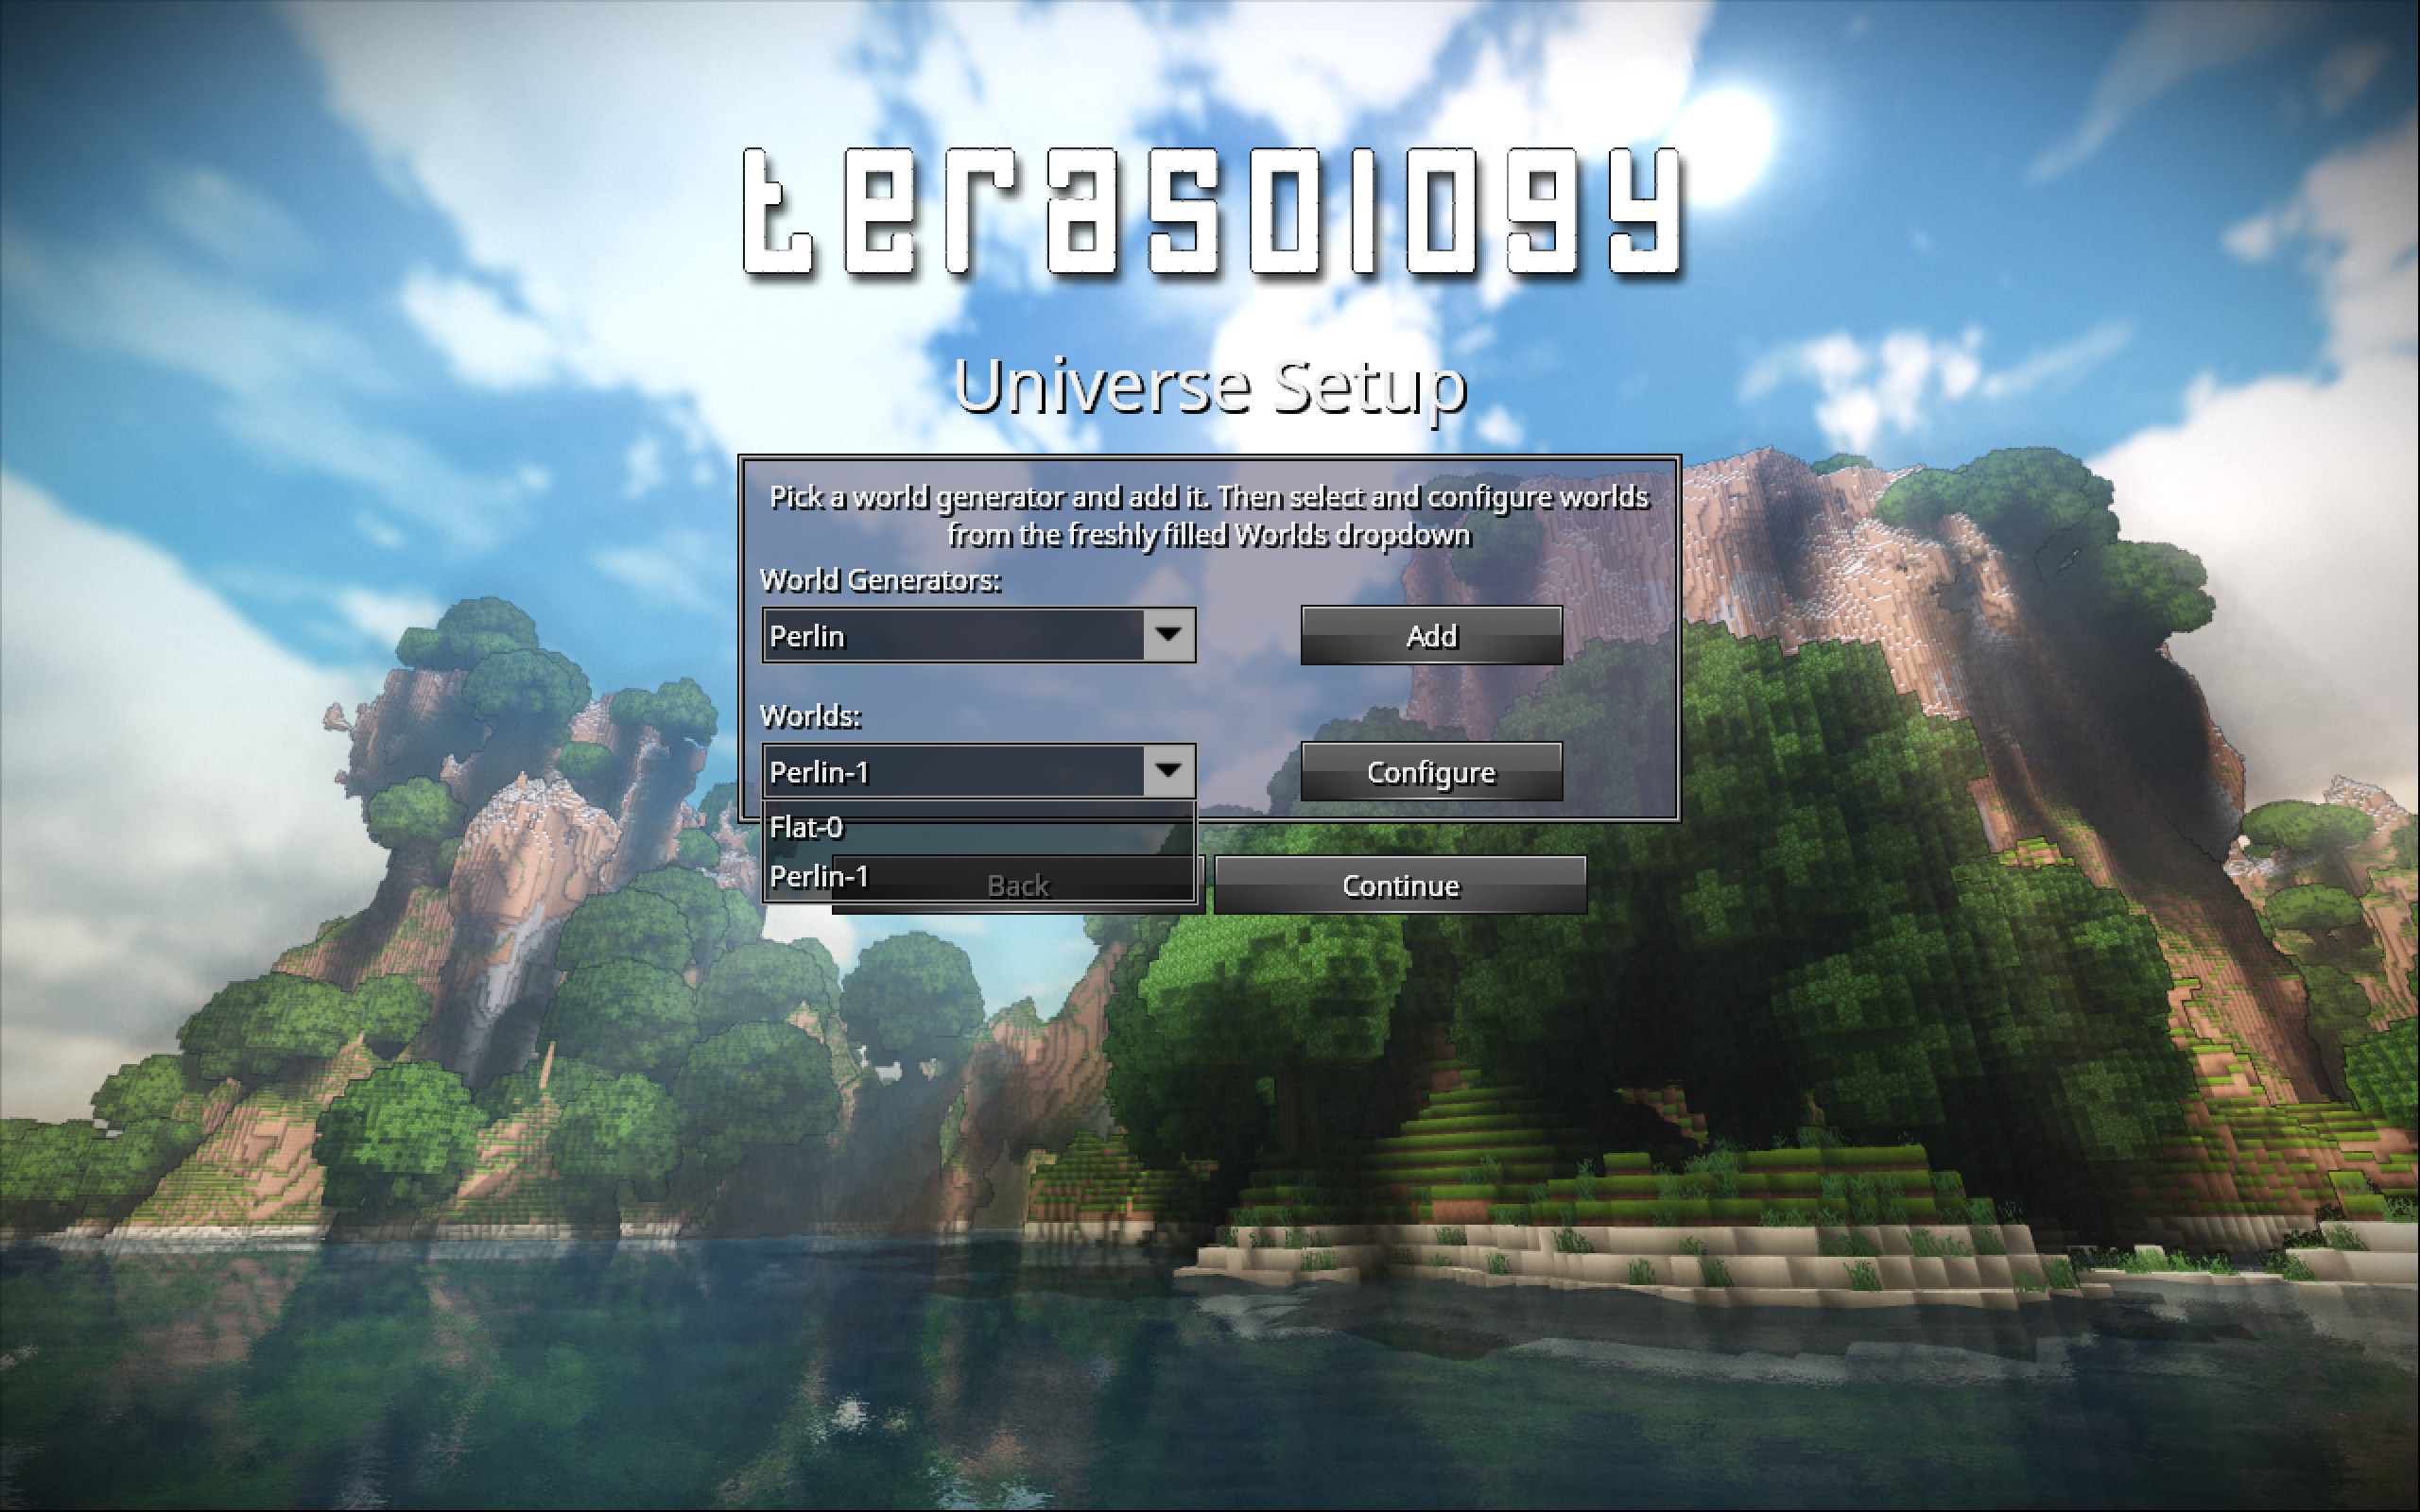 terasology
Universe Setup
Pick a world generator and add it. Then select and configure worlds
from the freshly filled Worlds dropdown
World Generators:
Perlin
Add
Worlds:
Perlin-1
Configure
Flat-0
Perlin-1
Back
Continue